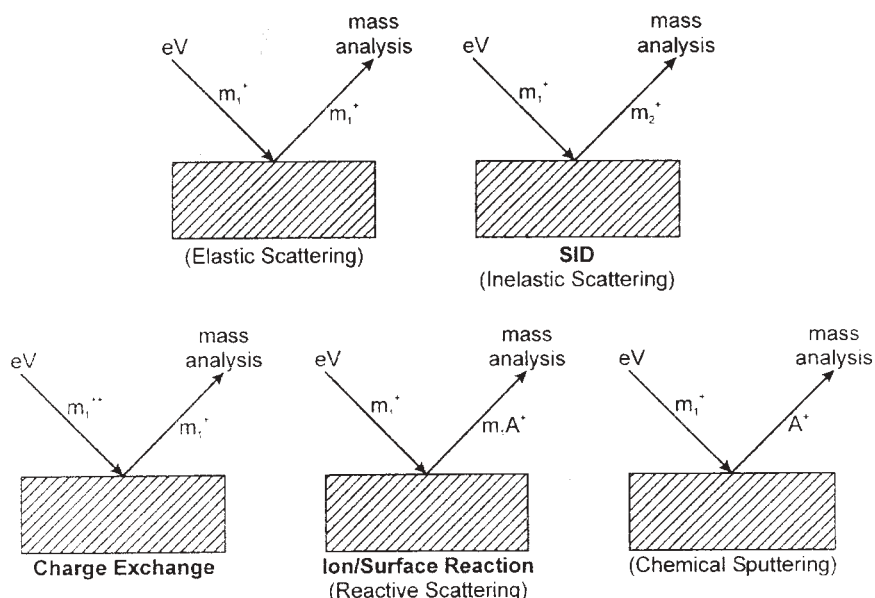 eV
mass
analysis
m₁⁺
m₁⁺
(Elastic Scattering)
eV
mass
analysis
m₁⁺
m₂⁺
SID
(Inelastic Scattering)
eV
mass
analysis
m₁⁺⁺
m₁⁺
Charge Exchange
eV
mass
analysis
m₁⁺
m₁A⁺
Ion/Surface Reaction
(Reactive Scattering)
eV
mass
analysis
m₁⁺
A⁺
(Chemical Sputtering)